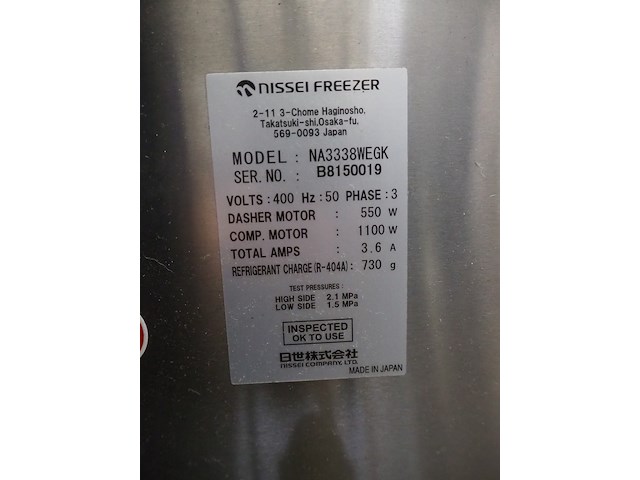 NISSEI FREEZER
2-11 3-Chome Haginosho,
Takatsuki-shi,Osaka-fu,
569-0093 Japan
MODEL : NA3338WEGK
SER. NO. : B8150019
VOLTS : 400 Hz : 50 PHASE : 3
DASHER MOTOR : 550 W
COMP. MOTOR : 1100 W
TOTAL AMPS : 3.6 A
REFRIGERANT CHARGE (R-404A) : 730 g
TEST PRESSURES :
HIGH SIDE 2.1 MPa
LOW SIDE 1.5 MPa
INSPECTED
OK TO USE
日世株式会社
NISSEI COMPANY, LTD.
MADE IN JAPAN